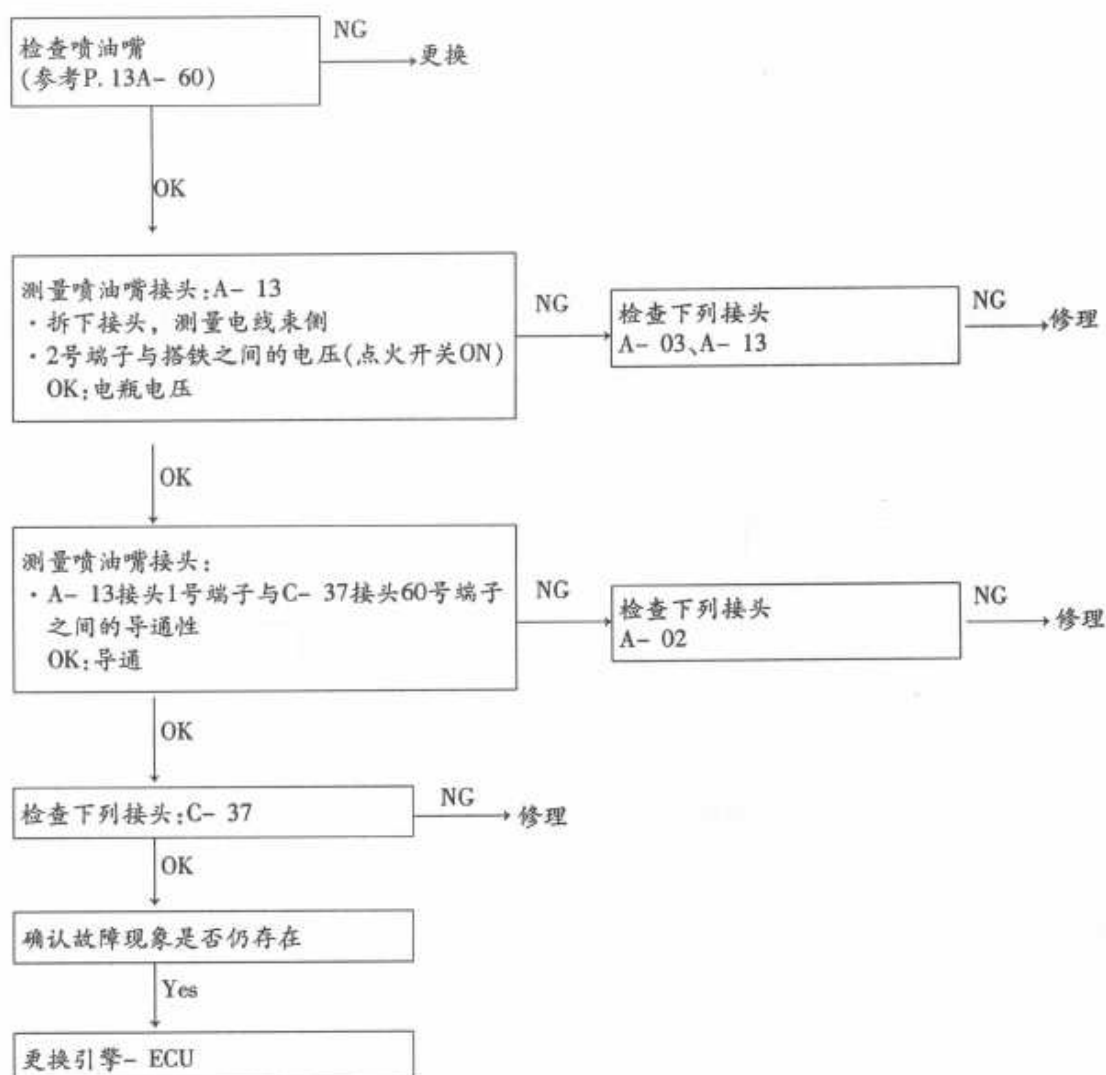 检查喷油嘴
(参考P.13A- 60)
NG
更换
OK
测量喷油嘴接头:A- 13
·拆下接头，测量电线束侧
·2号端子与搭铁之间的电压(点火开关ON)
OK:电瓶电压
NG
检查下列接头
A- 03、A- 13
NG
修理
OK
测量喷油嘴接头:
·A- 13接头1号端子与C- 37接头60号端子
之间的导通性
OK:导通
NG
检查下列接头
A- 02
NG
修理
OK
检查下列接头:C- 37
NG
修理
OK
确认故障现象是否仍存在
Yes
更换引擎- ECU